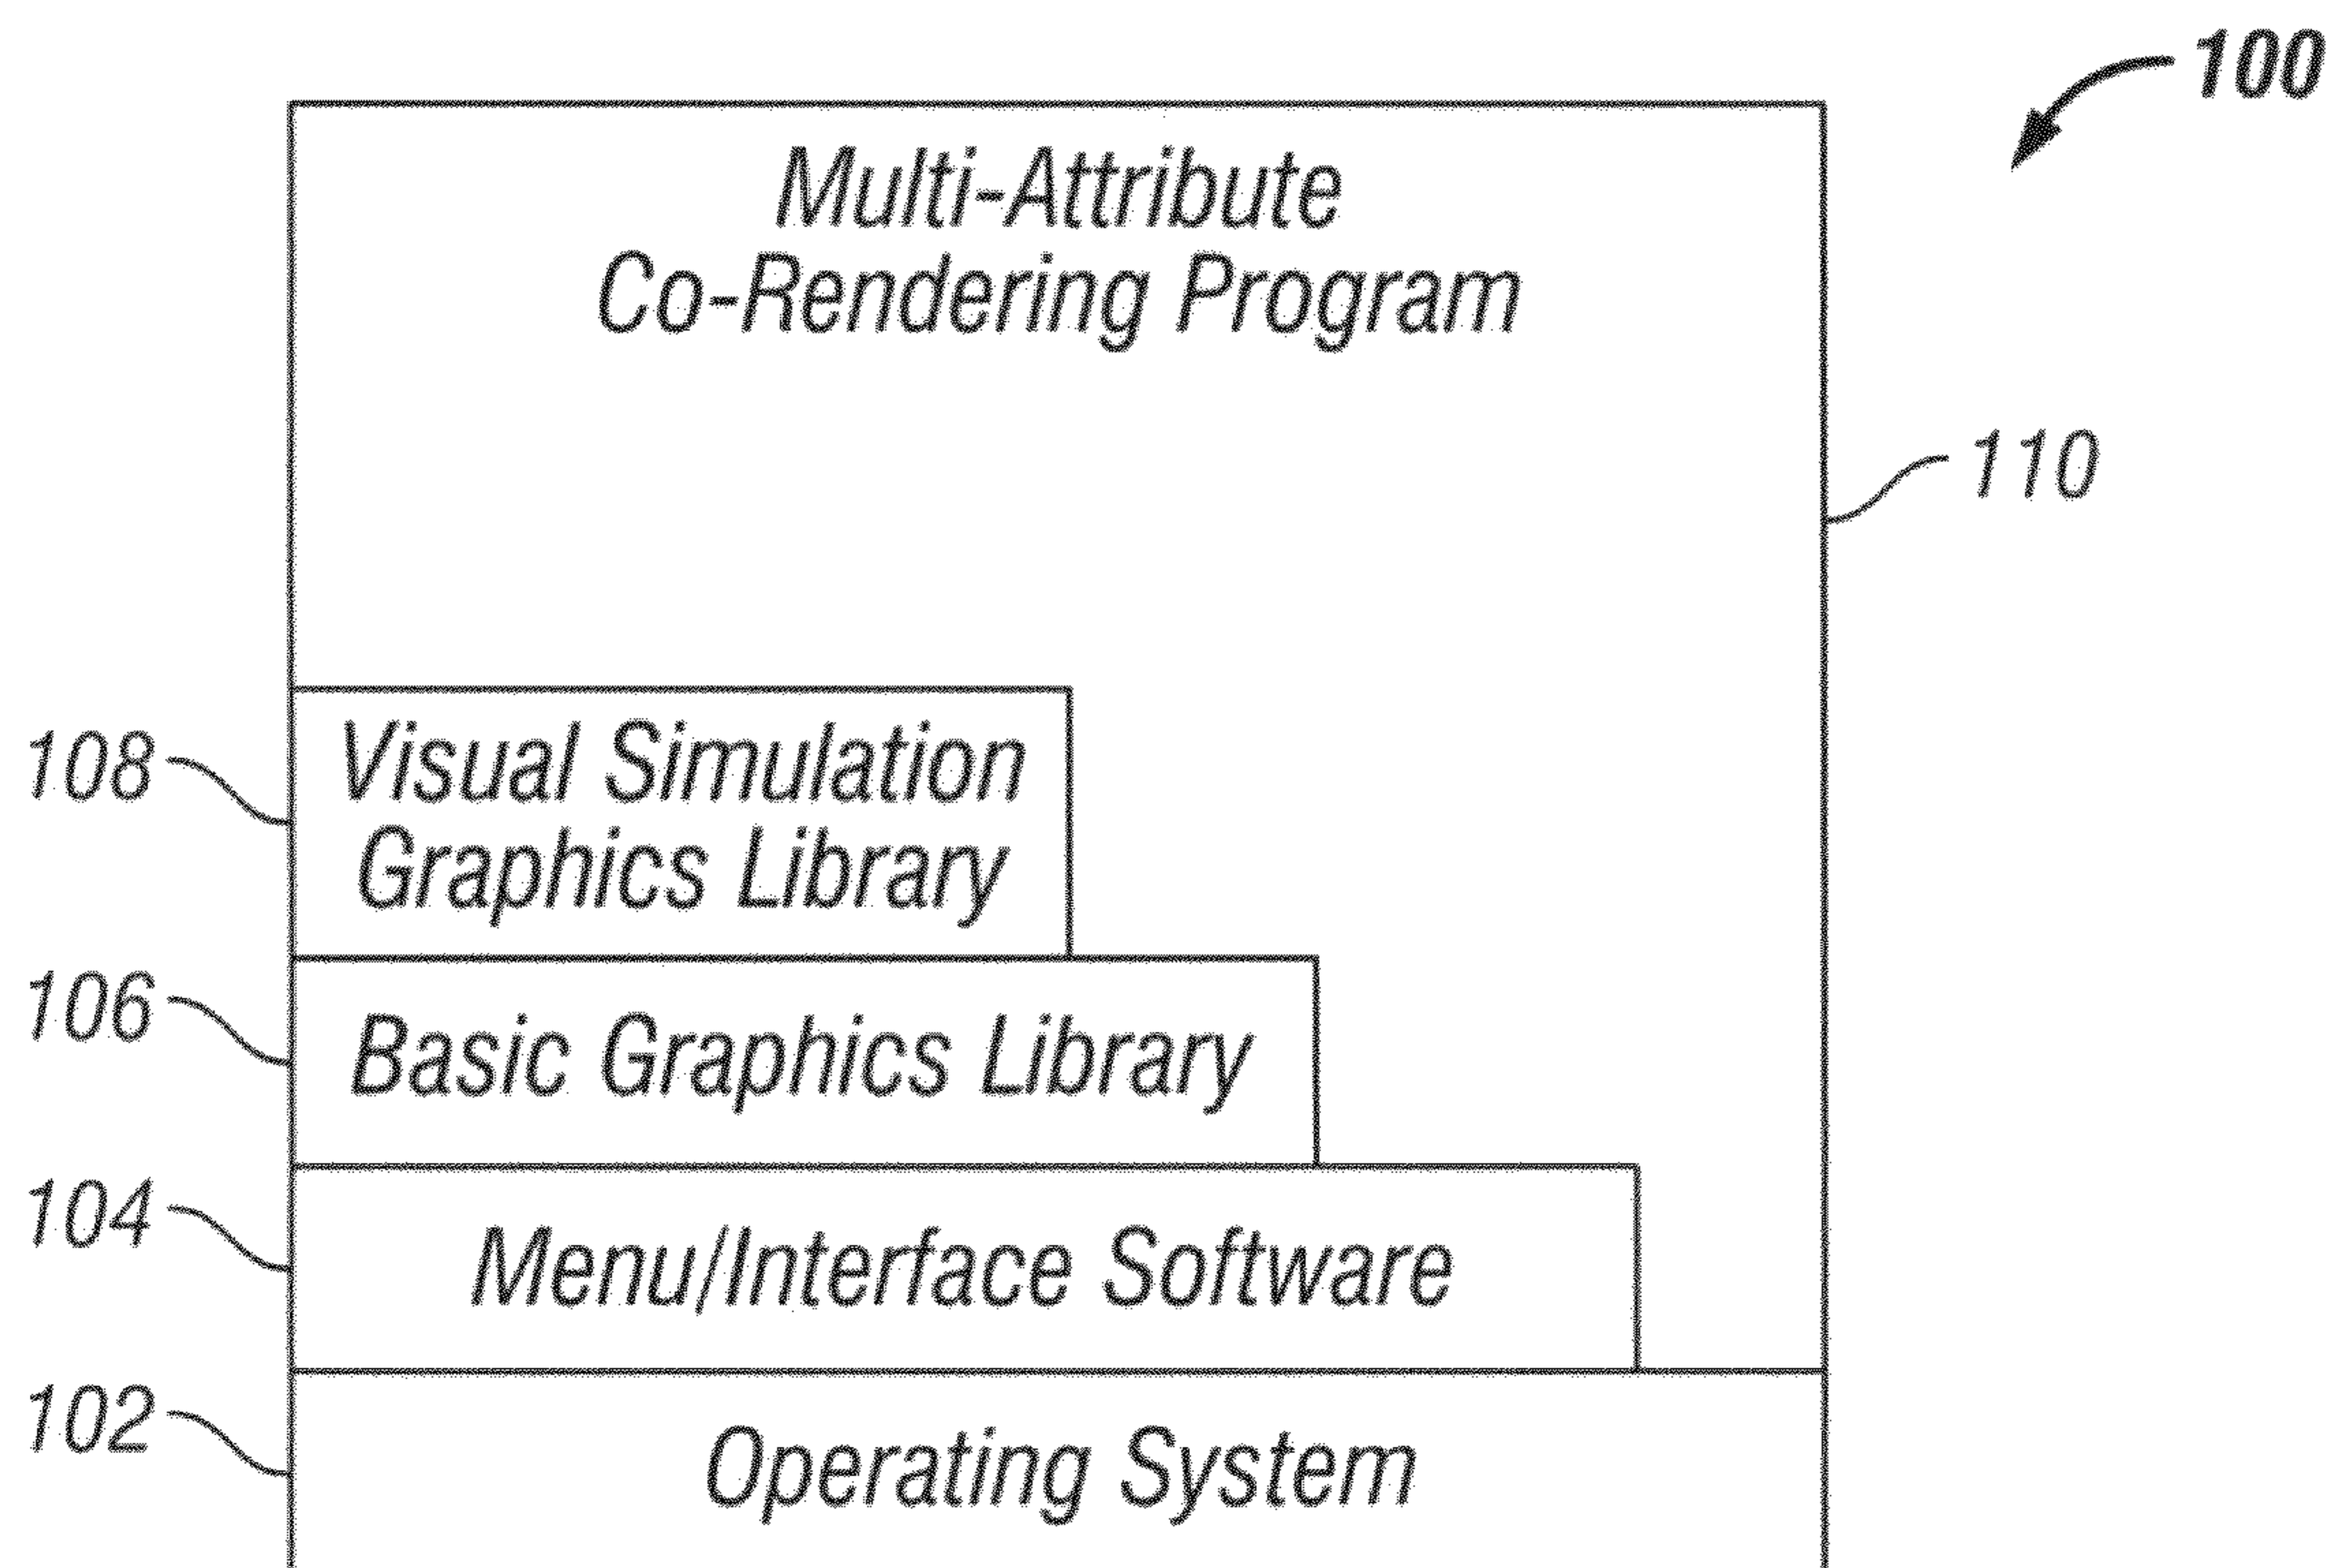 100
Multi-Attribute
Co-Rendering Program
110
108
Visual Simulation
Graphics Library
106
Basic Graphics Library
104
Menu/Interface Software
102
Operating System